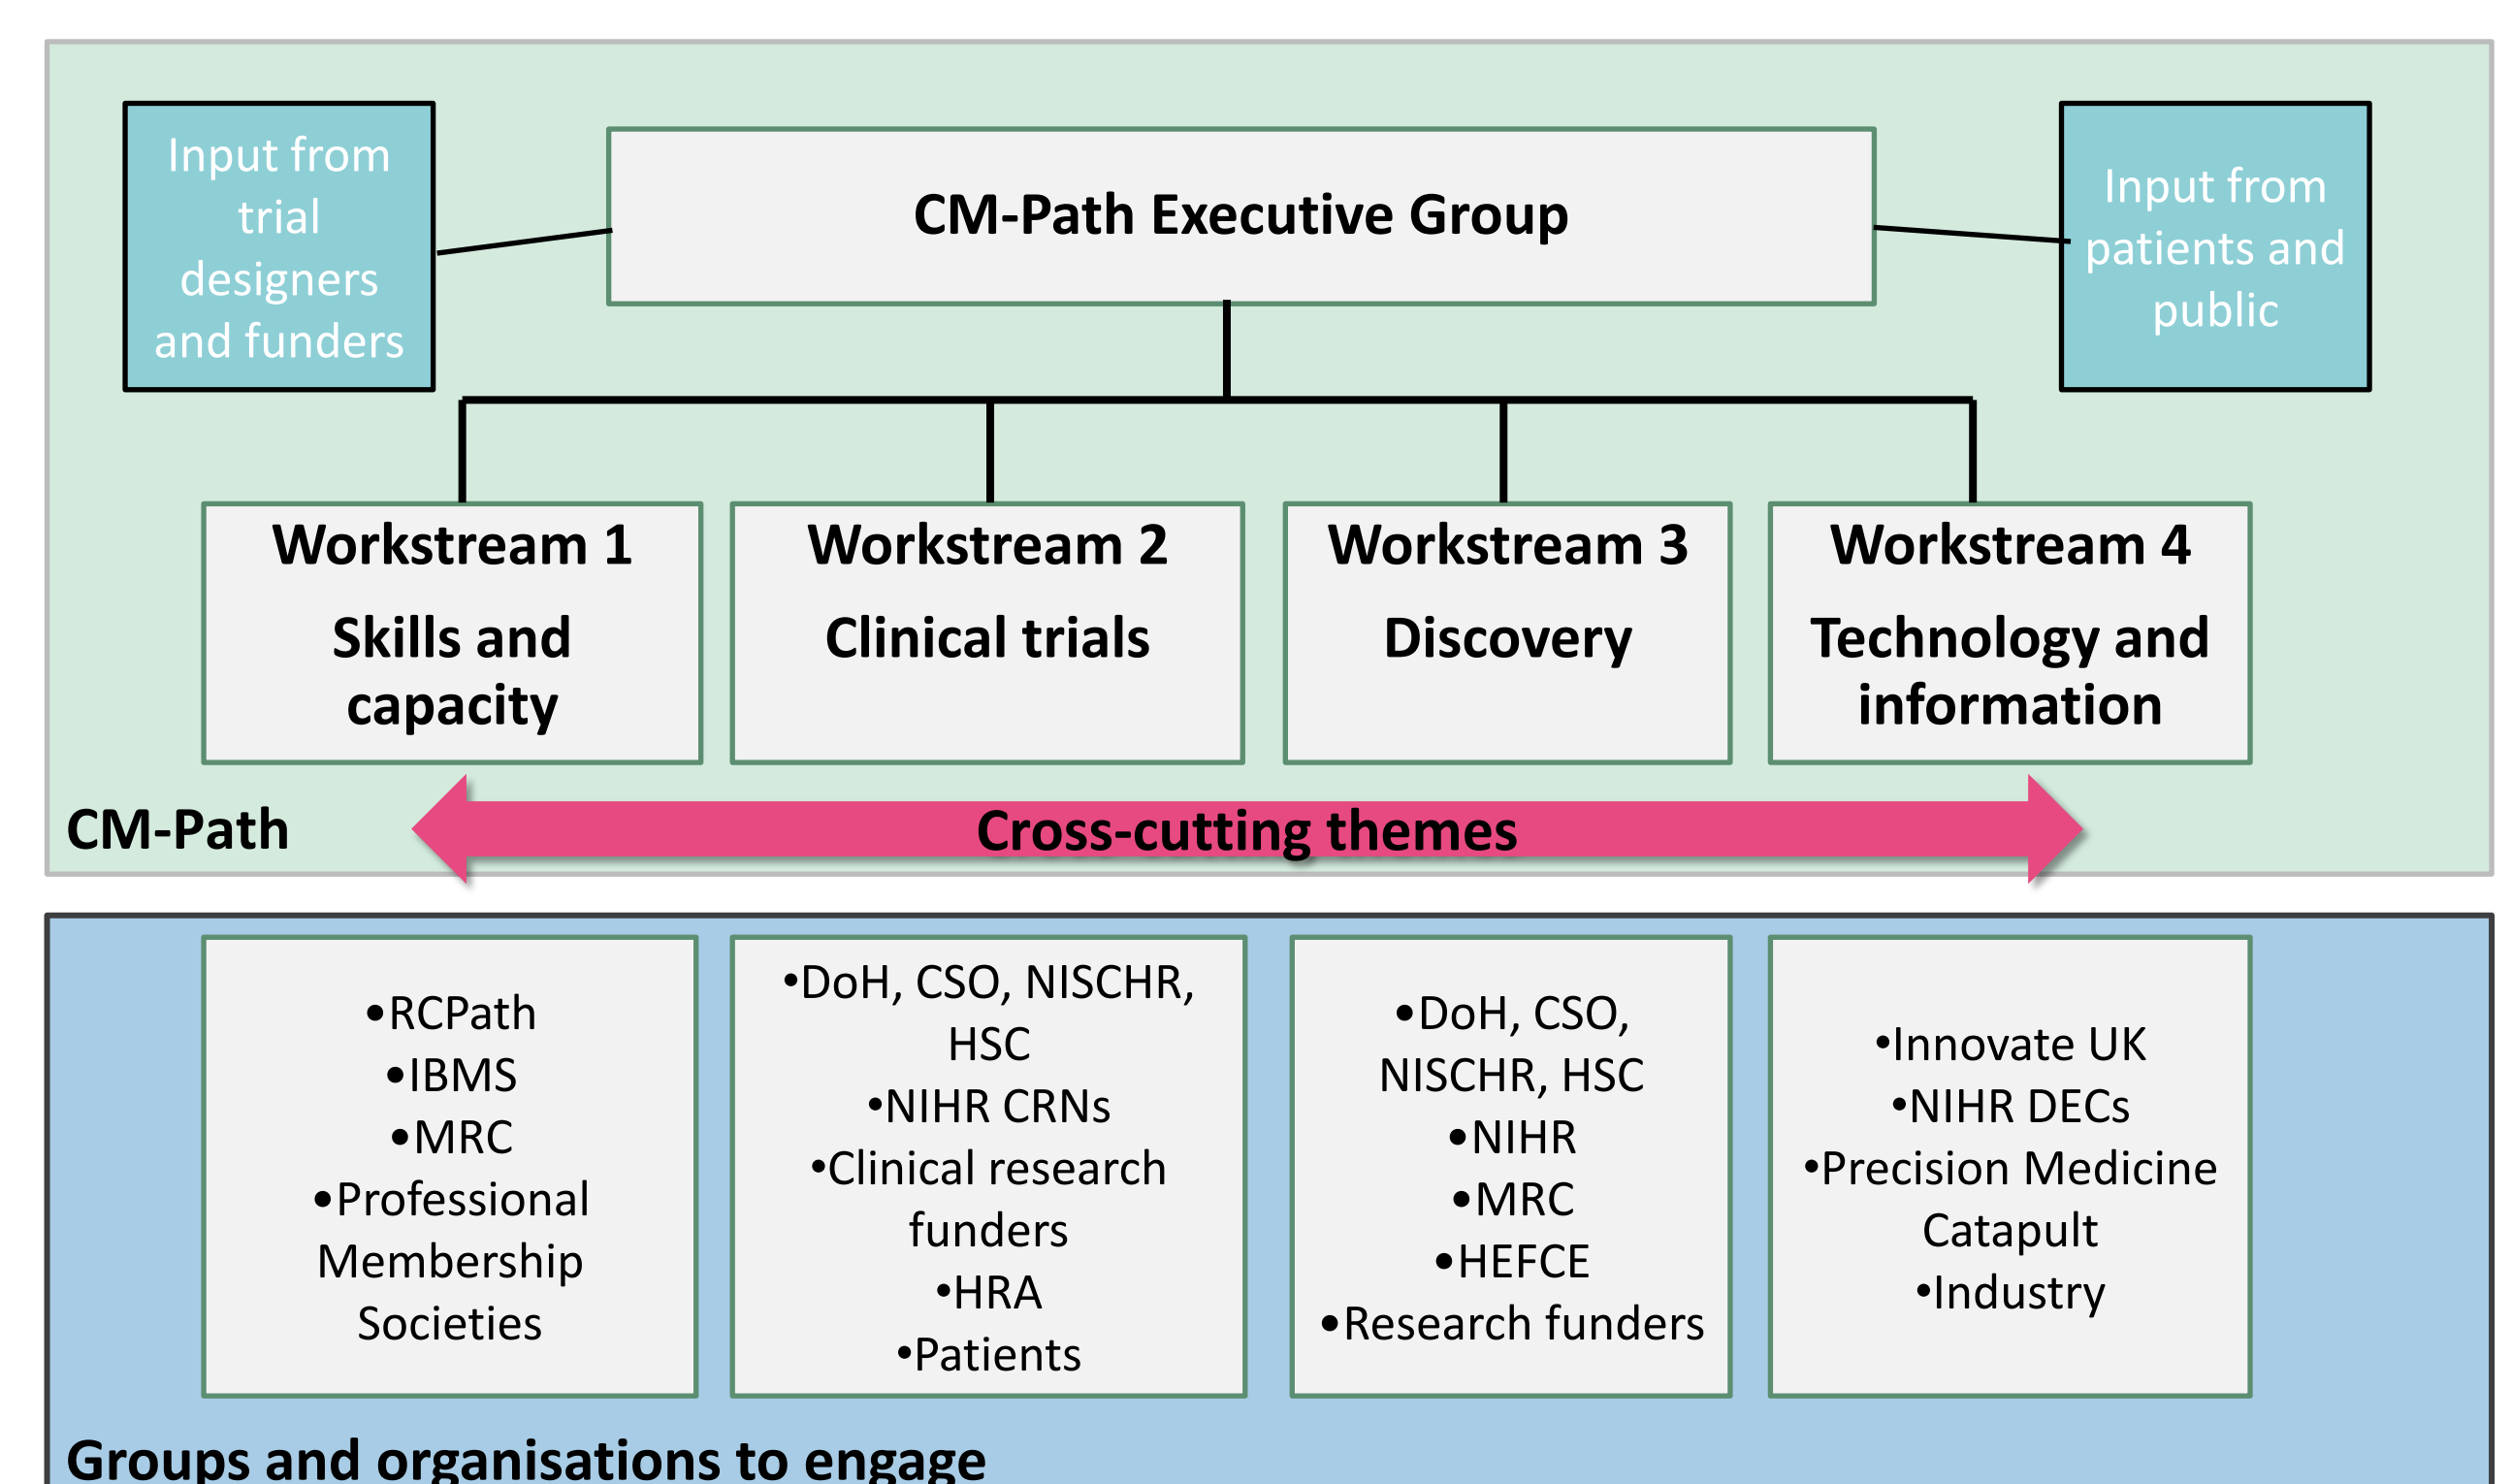 Input from
trial
designers
and funders
CM-Path Executive Group
Input from
patients and
public
Workstream 1
Skills and
capacity
Workstream 2
Clinical trials
Workstream 3
Discovery
Workstream 4
Technology and
information
CM-Path
Cross-cutting themes
•RCPath
•IBMS
•MRC
•Professional
Membership
Societies
•DoH, CSO, NISCHR,
HSC
•NIHR CRNs
•Clinical research
funders
•HRA
•Patients
•DoH, CSO,
NISCHR, HSC
•NIHR
•MRC
•HEFCE
•Research funders
•Innovate UK
•NIHR DECs
•Precision Medicine
Catapult
•Industry
Groups and organisations to engage